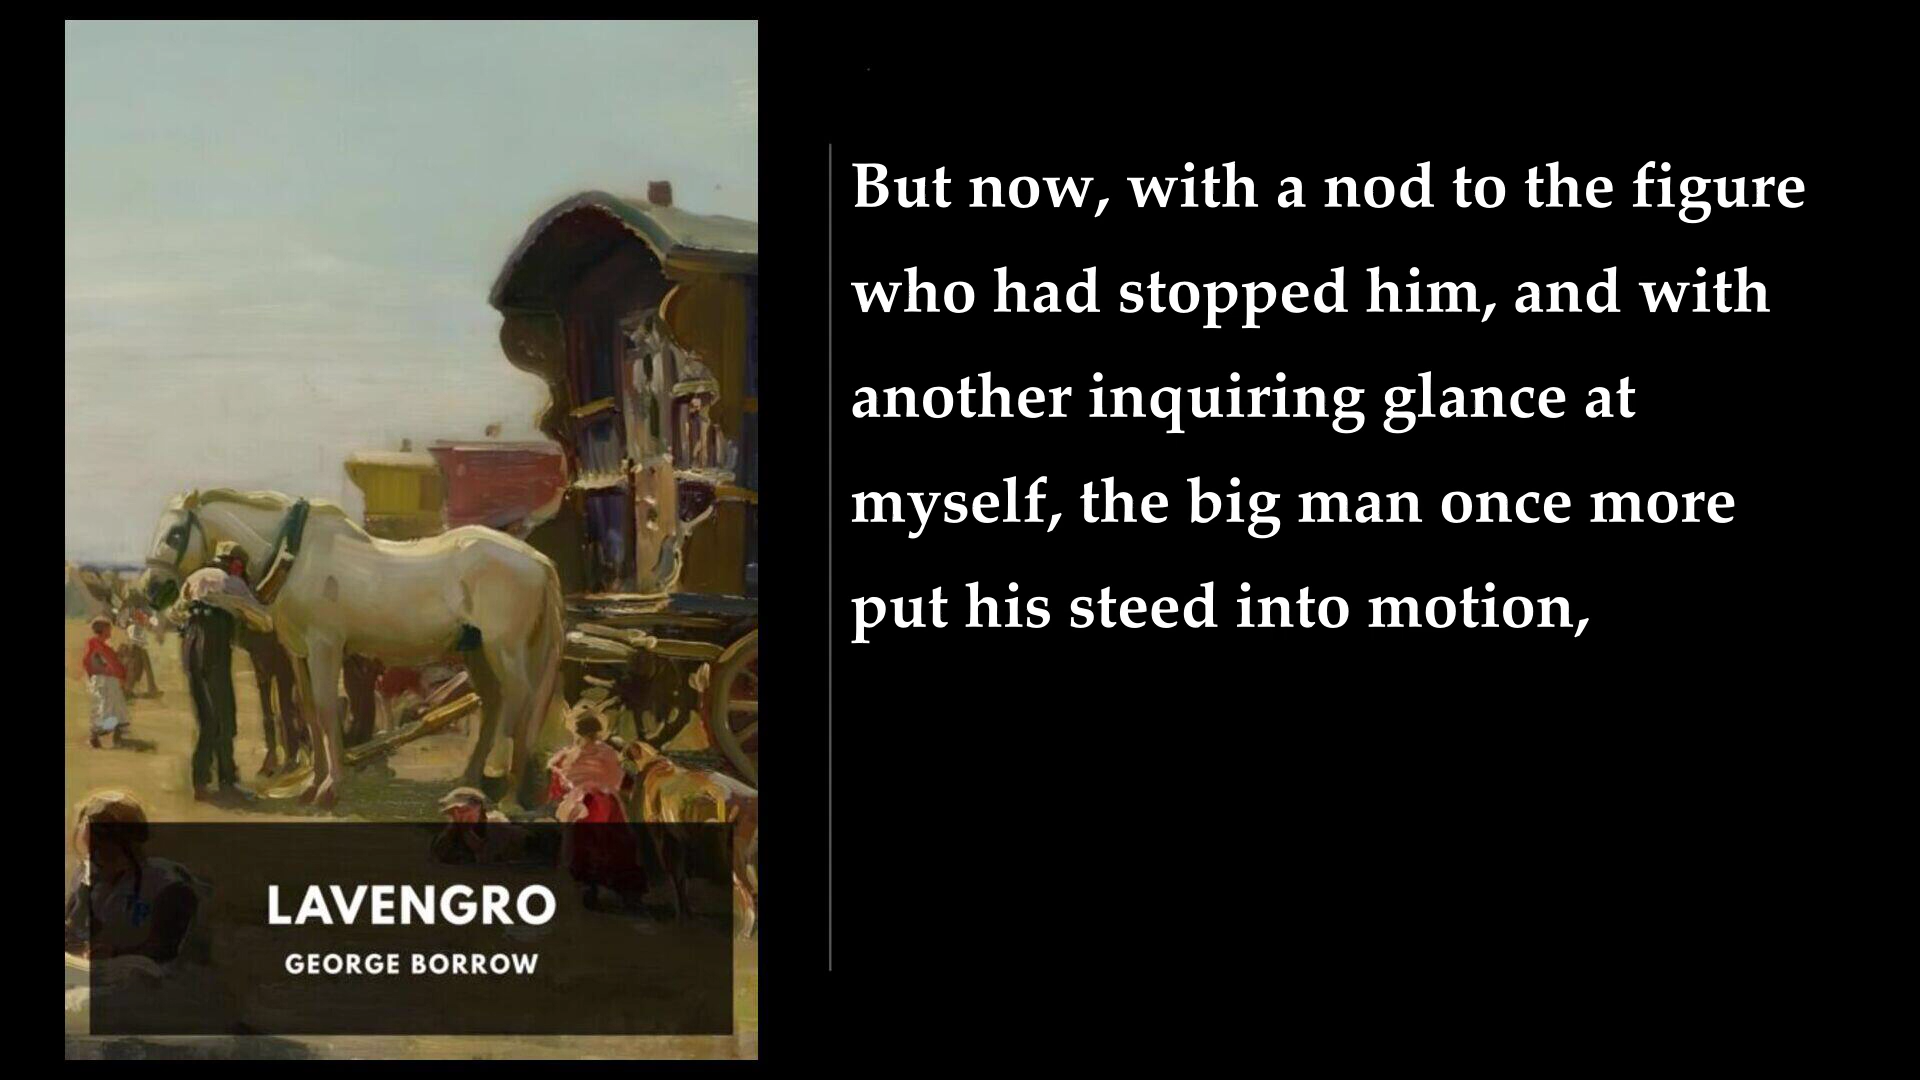 But now, with a nod to the figure
who had stopped him, and with
another inquiring glance at
myself, the big man once more
put his steed into motion,
LAVENGRO
GEORGE BORROW